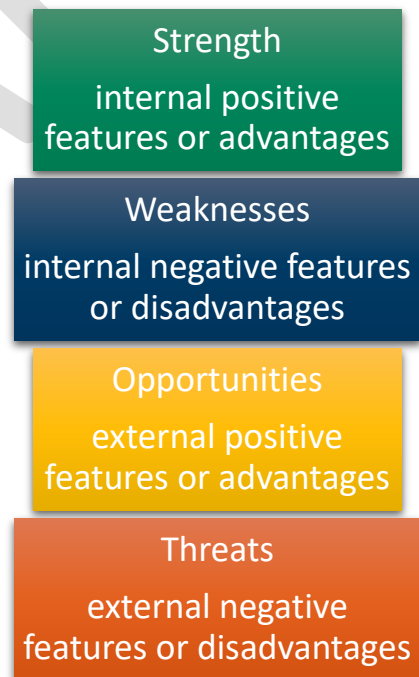 Strength
internal positive
features or advantages
Weaknesses
internal negative features
or disadvantages
Opportunities
external positive
features or advantages
Threats
external negative
features or disadvantages